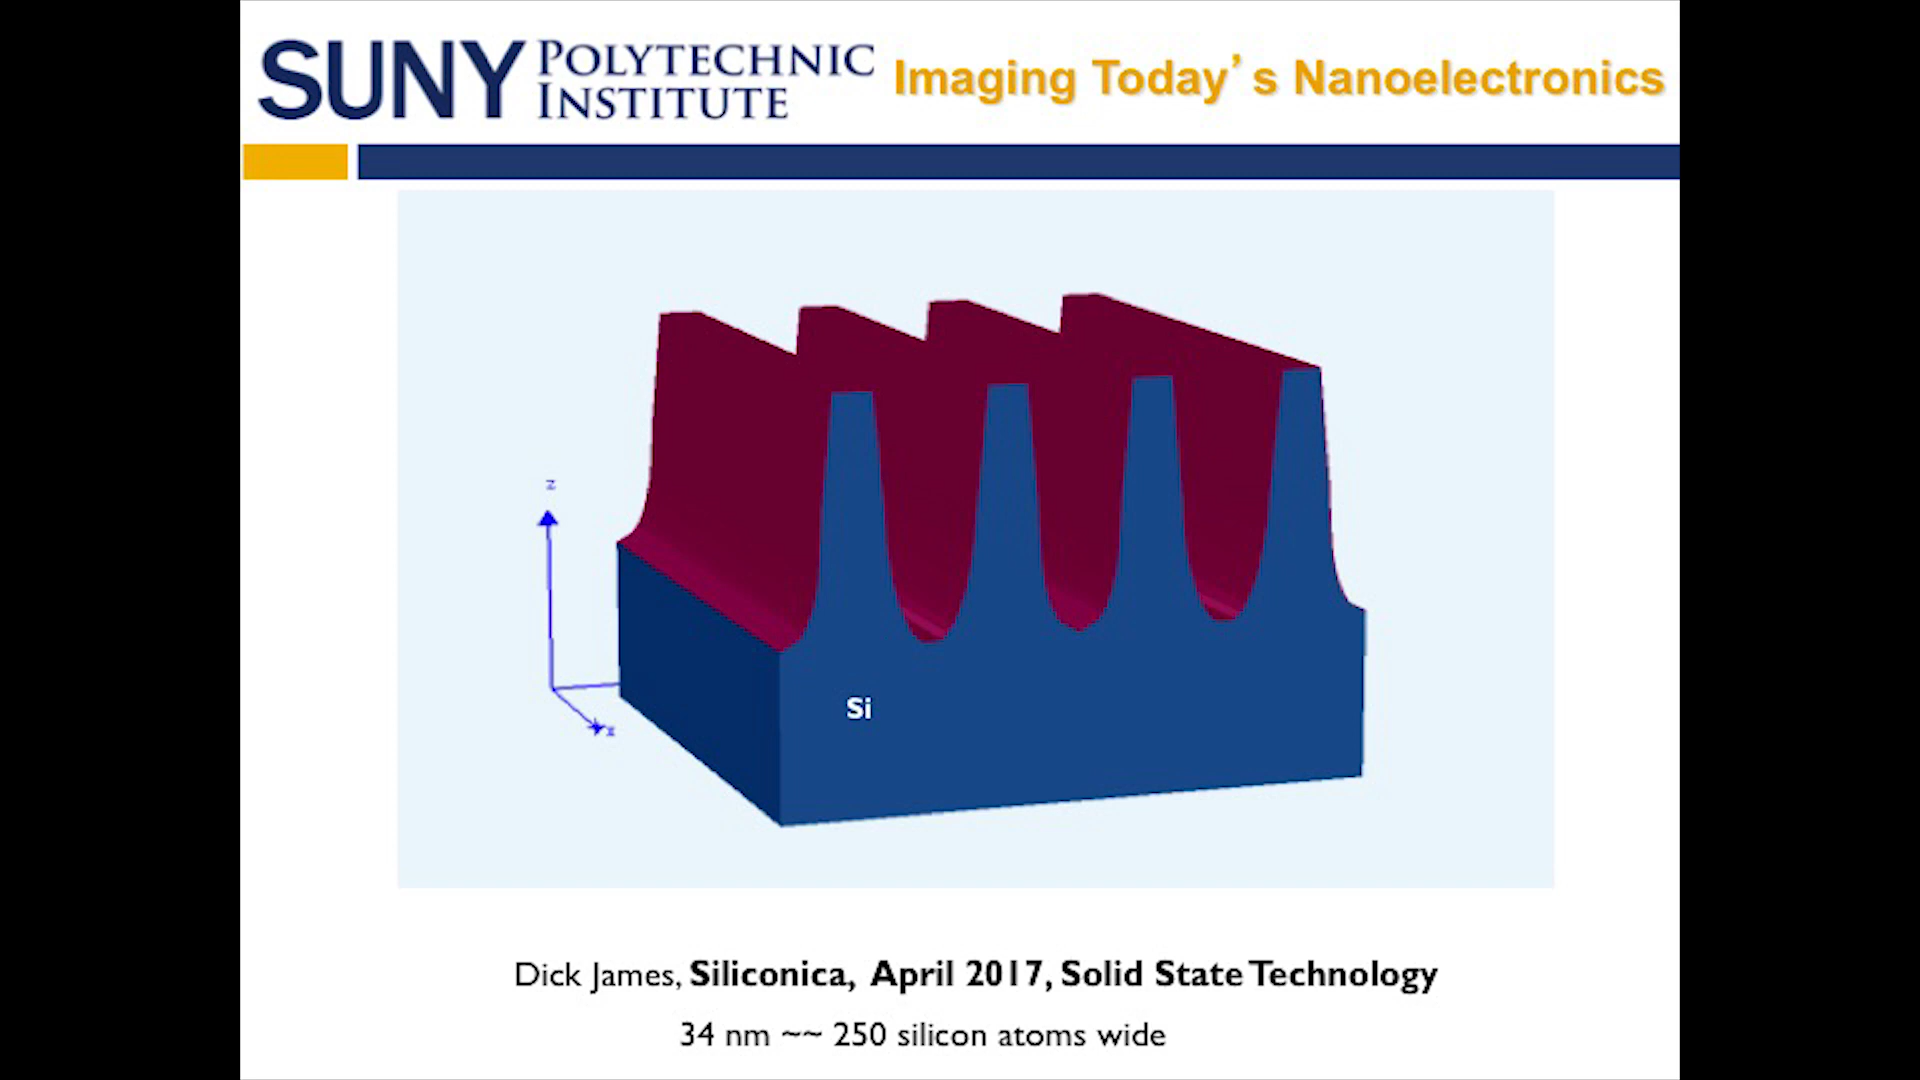 SUNY POLYTECHNIC INSTITUTE
Imaging Today’s Nanoelectronics
z
x
Si
Dick James, Siliconica, April 2017, Solid State Technology
34 nm ~~ 250 silicon atoms wide